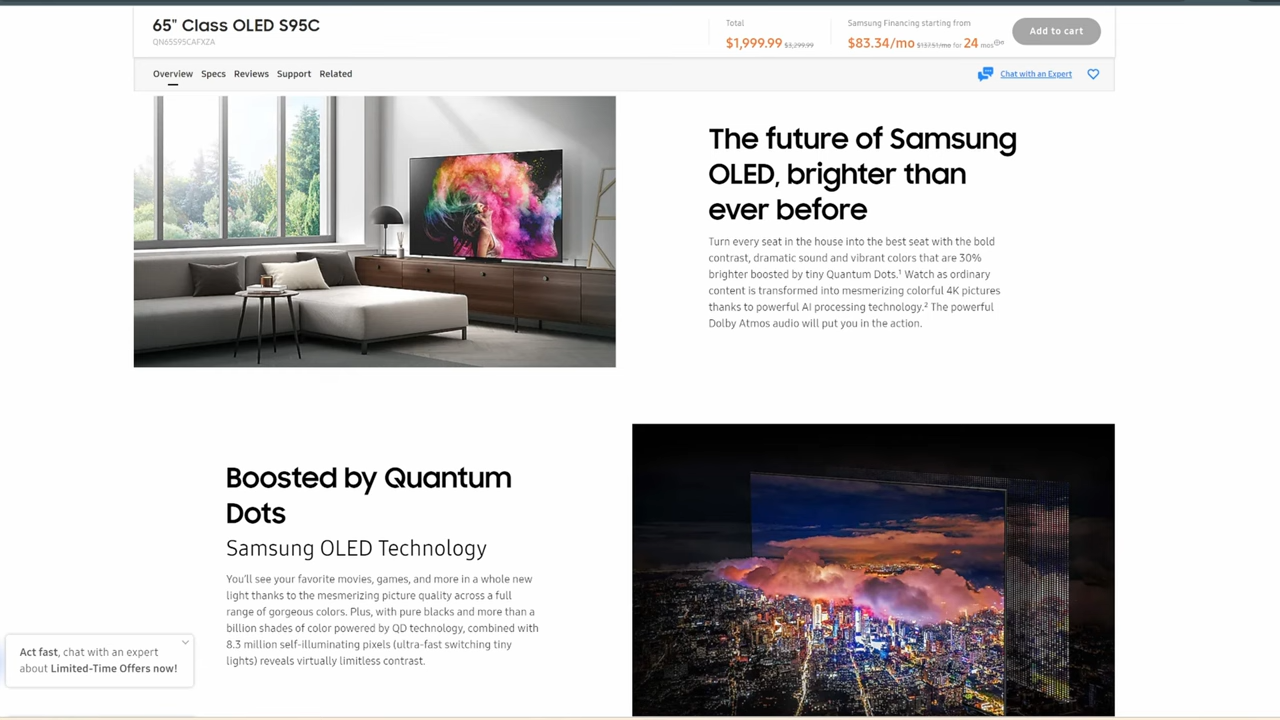 65" Class OLED S95C
QN65S95CAFXZA
Total
$1,999.99 $3,299.99
Samsung Financing starting from
$83.34/mo $137.51/mo for 24 mos
Add to cart
Overview Specs Reviews Support Related
Chat with an Expert
The future of Samsung
OLED, brighter than
ever before
Turn every seat in the house into the best seat with the bold
contrast, dramatic sound and vibrant colors that are 30%
brighter boosted by tiny Quantum Dots.¹ Watch as ordinary
content is transformed into mesmerizing colorful 4K pictures
thanks to powerful AI processing technology.² The powerful
Dolby Atmos audio will put you in the action.
Boosted by Quantum
Dots
Samsung OLED Technology
You'll see your favorite movies, games, and more in a whole new
light thanks to the mesmerizing picture quality across a full
range of gorgeous colors. Plus, with pure blacks and more than a
billion shades of color powered by QD technology, combined with
8.3 million self-illuminating pixels (ultra-fast switching tiny
lights) reveals virtually limitless contrast.
Act fast, chat with an expert
about Limited-Time Offers now!